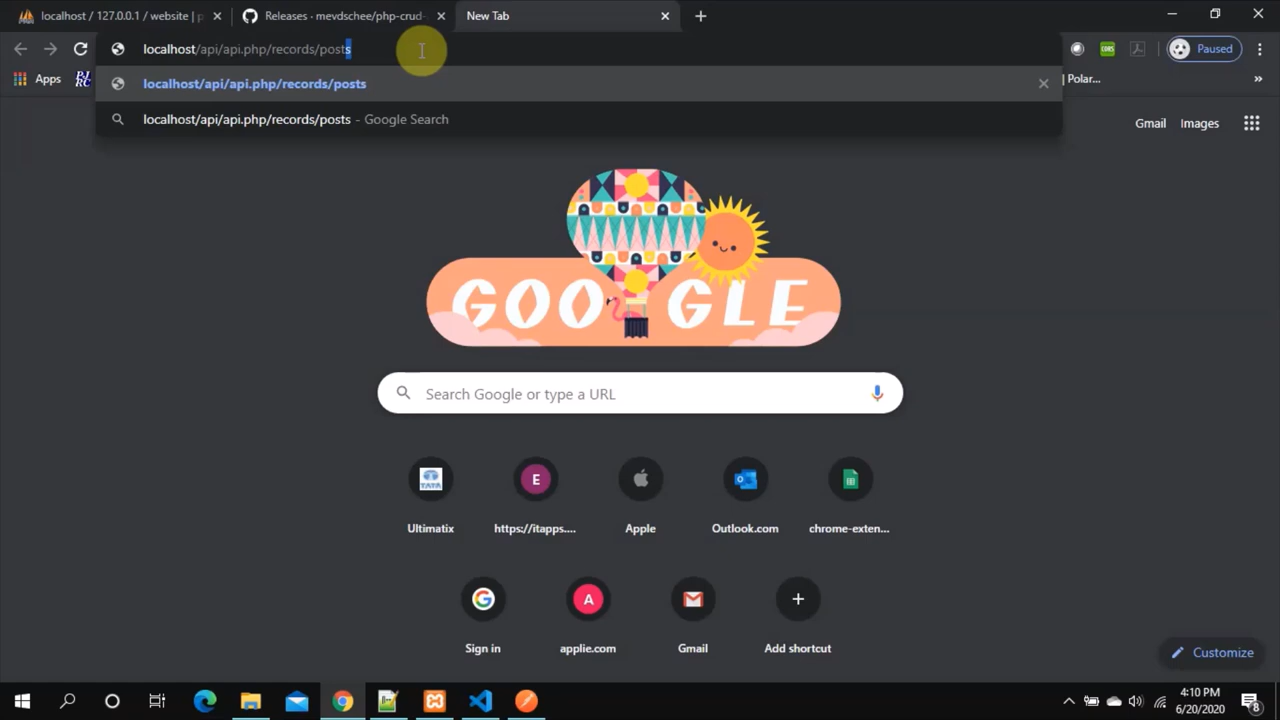 localhost / 127.0.0.1 / website | p
Releases · mevdschee/php-crud-
New Tab
localhost/api/api.php/records/posts
Paused
Apps
localhost/api/api.php/records/posts
| Polar...
»
localhost/api/api.php/records/posts - Google Search
Gmail
Images
GOOGLE
Search Google or type a URL
TATA
E
Ultimatix
https://itapps....
Apple
Outlook.com
chrome-exten...
A
Sign in
applie.com
Gmail
Add shortcut
Customize
4:10 PM
6/20/2020
8